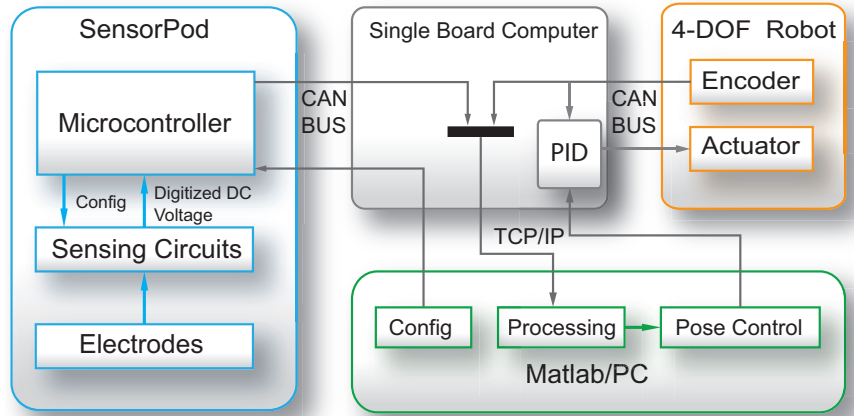 SensorPod
Microcontroller
Config
Digitized DC
Voltage
Sensing Circuits
Electrodes
CAN
BUS
Single Board Computer
PID
TCP/IP
CAN
BUS
4-DOF Robot
Encoder
Actuator
Config
Processing
Pose Control
Matlab/PC